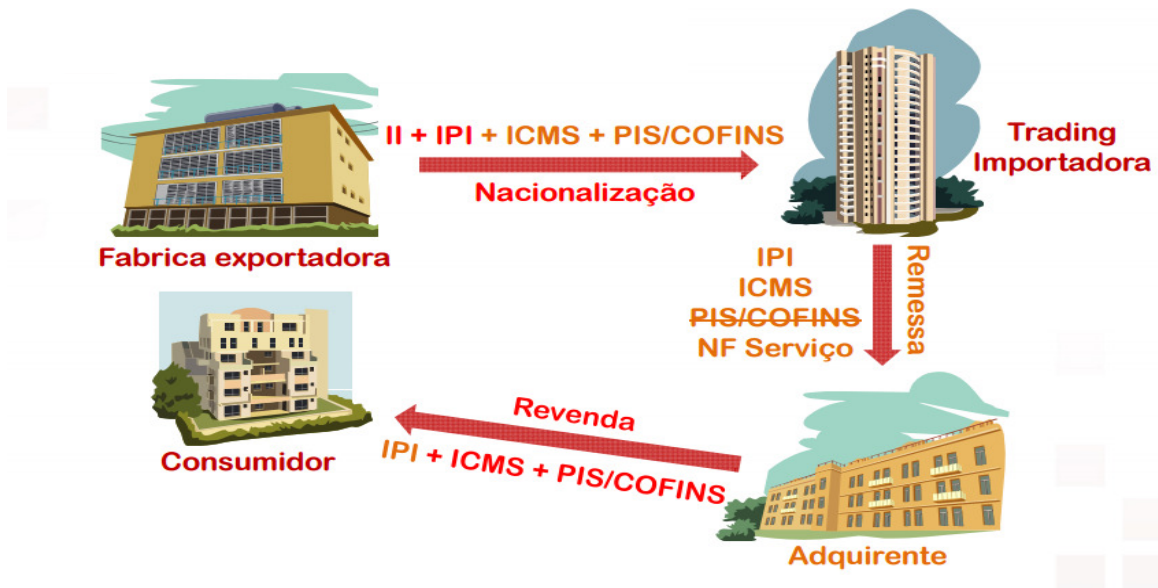 II + IPI + ICMS + PIS/COFINS
Nacionalização
Trading
Importadora
Fabrica exportadora
IPI
ICMS
PIS/COFINS
NF Serviço
Remessa
Revenda
IPI + ICMS + PIS/COFINS
Consumidor
Adquirente